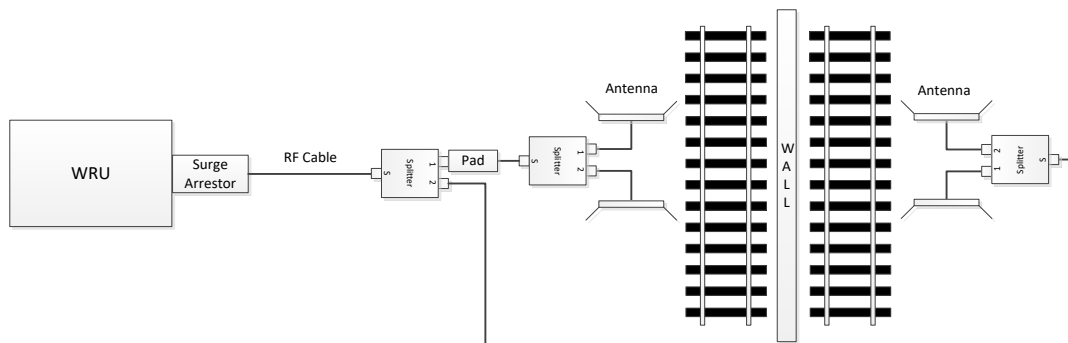 WRU
Surge
Arrestor
RF Cable
S
Splitter
1
2
Pad
S
Splitter
1
2
Antenna
W
A
L
L
Antenna
2
1
Splitter
S